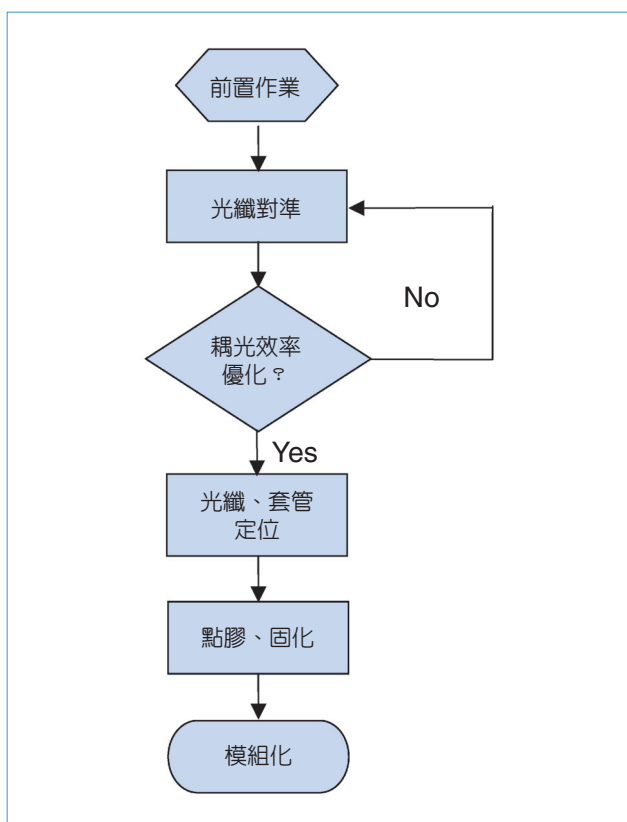 前置作業
光纖對準
No
耦光效率
優化？
Yes
光纖、套管
定位
點膠、固化
模組化